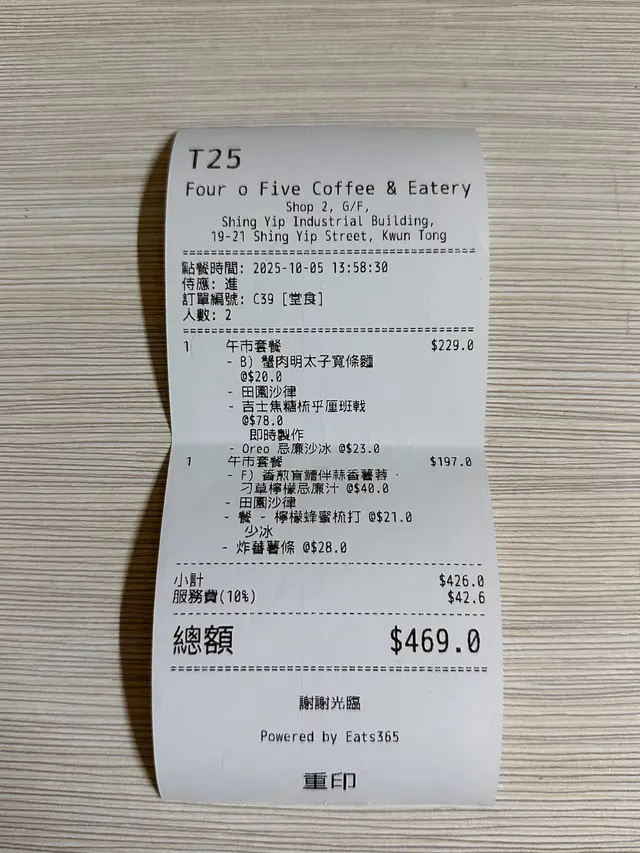 T25
Four o Five Coffee & Eatery
Shop 2, G/F,
Shing Yip Industrial Building,
19-21 Shing Yip Street, Kwun Tong
點餐時間: 2025-10-05 13:58:30
侍應: 進
訂單編號: C39 [堂食]
人數: 2
1 午市套餐 $229.0
- B) 蟹肉明太子寬條麵
@$20.0
- 田園沙律
- 吉士焦糖梳乎厘班戟
@$78.0
即時製作
- Oreo 忌廉沙冰 @$23.0
1 午市套餐 $197.0
- F) 香煎盲鰽伴蒜香薯蓉 ·
刁草檸檬忌廉汁 @$40.0
- 田園沙律
- 餐 - 檸檬蜂蜜梳打 @$21.0
少冰
- 炸蕃薯條 @$28.0
小計 $426.0
服務費(10%) $42.6
總額 $469.0
謝謝光臨
Powered by Eats365
重印